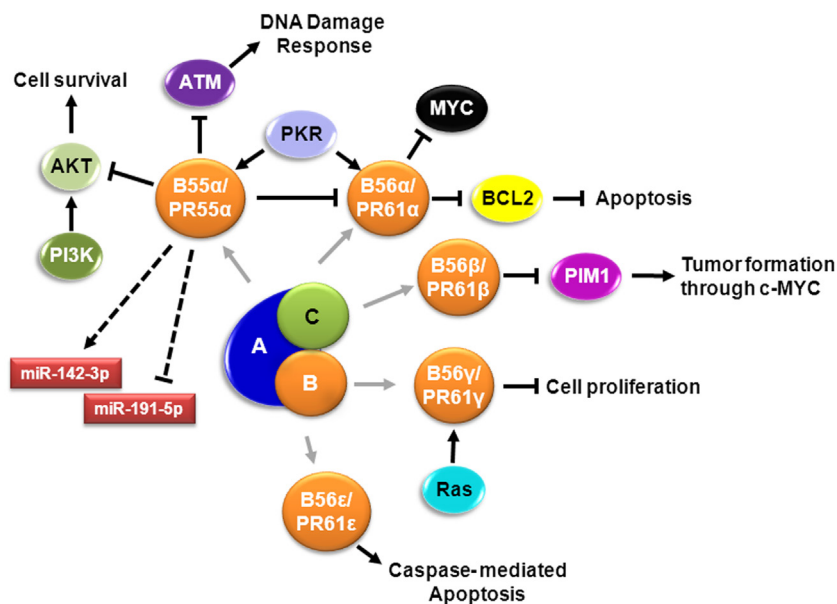 DNA Damage
Response
Cell survival
ATM
MYC
PKR
AKT
B55α/
PR55α
B56α/
PR61α
BCL2
Apoptosis
PI3K
B56β/
PR61β
PIM1
Tumor formation
through c-MYC
C
A
B
miR-142-3p
miR-191-5p
B56γ/
PR61γ
Cell proliferation
Ras
B56ε/
PR61ε
Caspase-mediated
Apoptosis